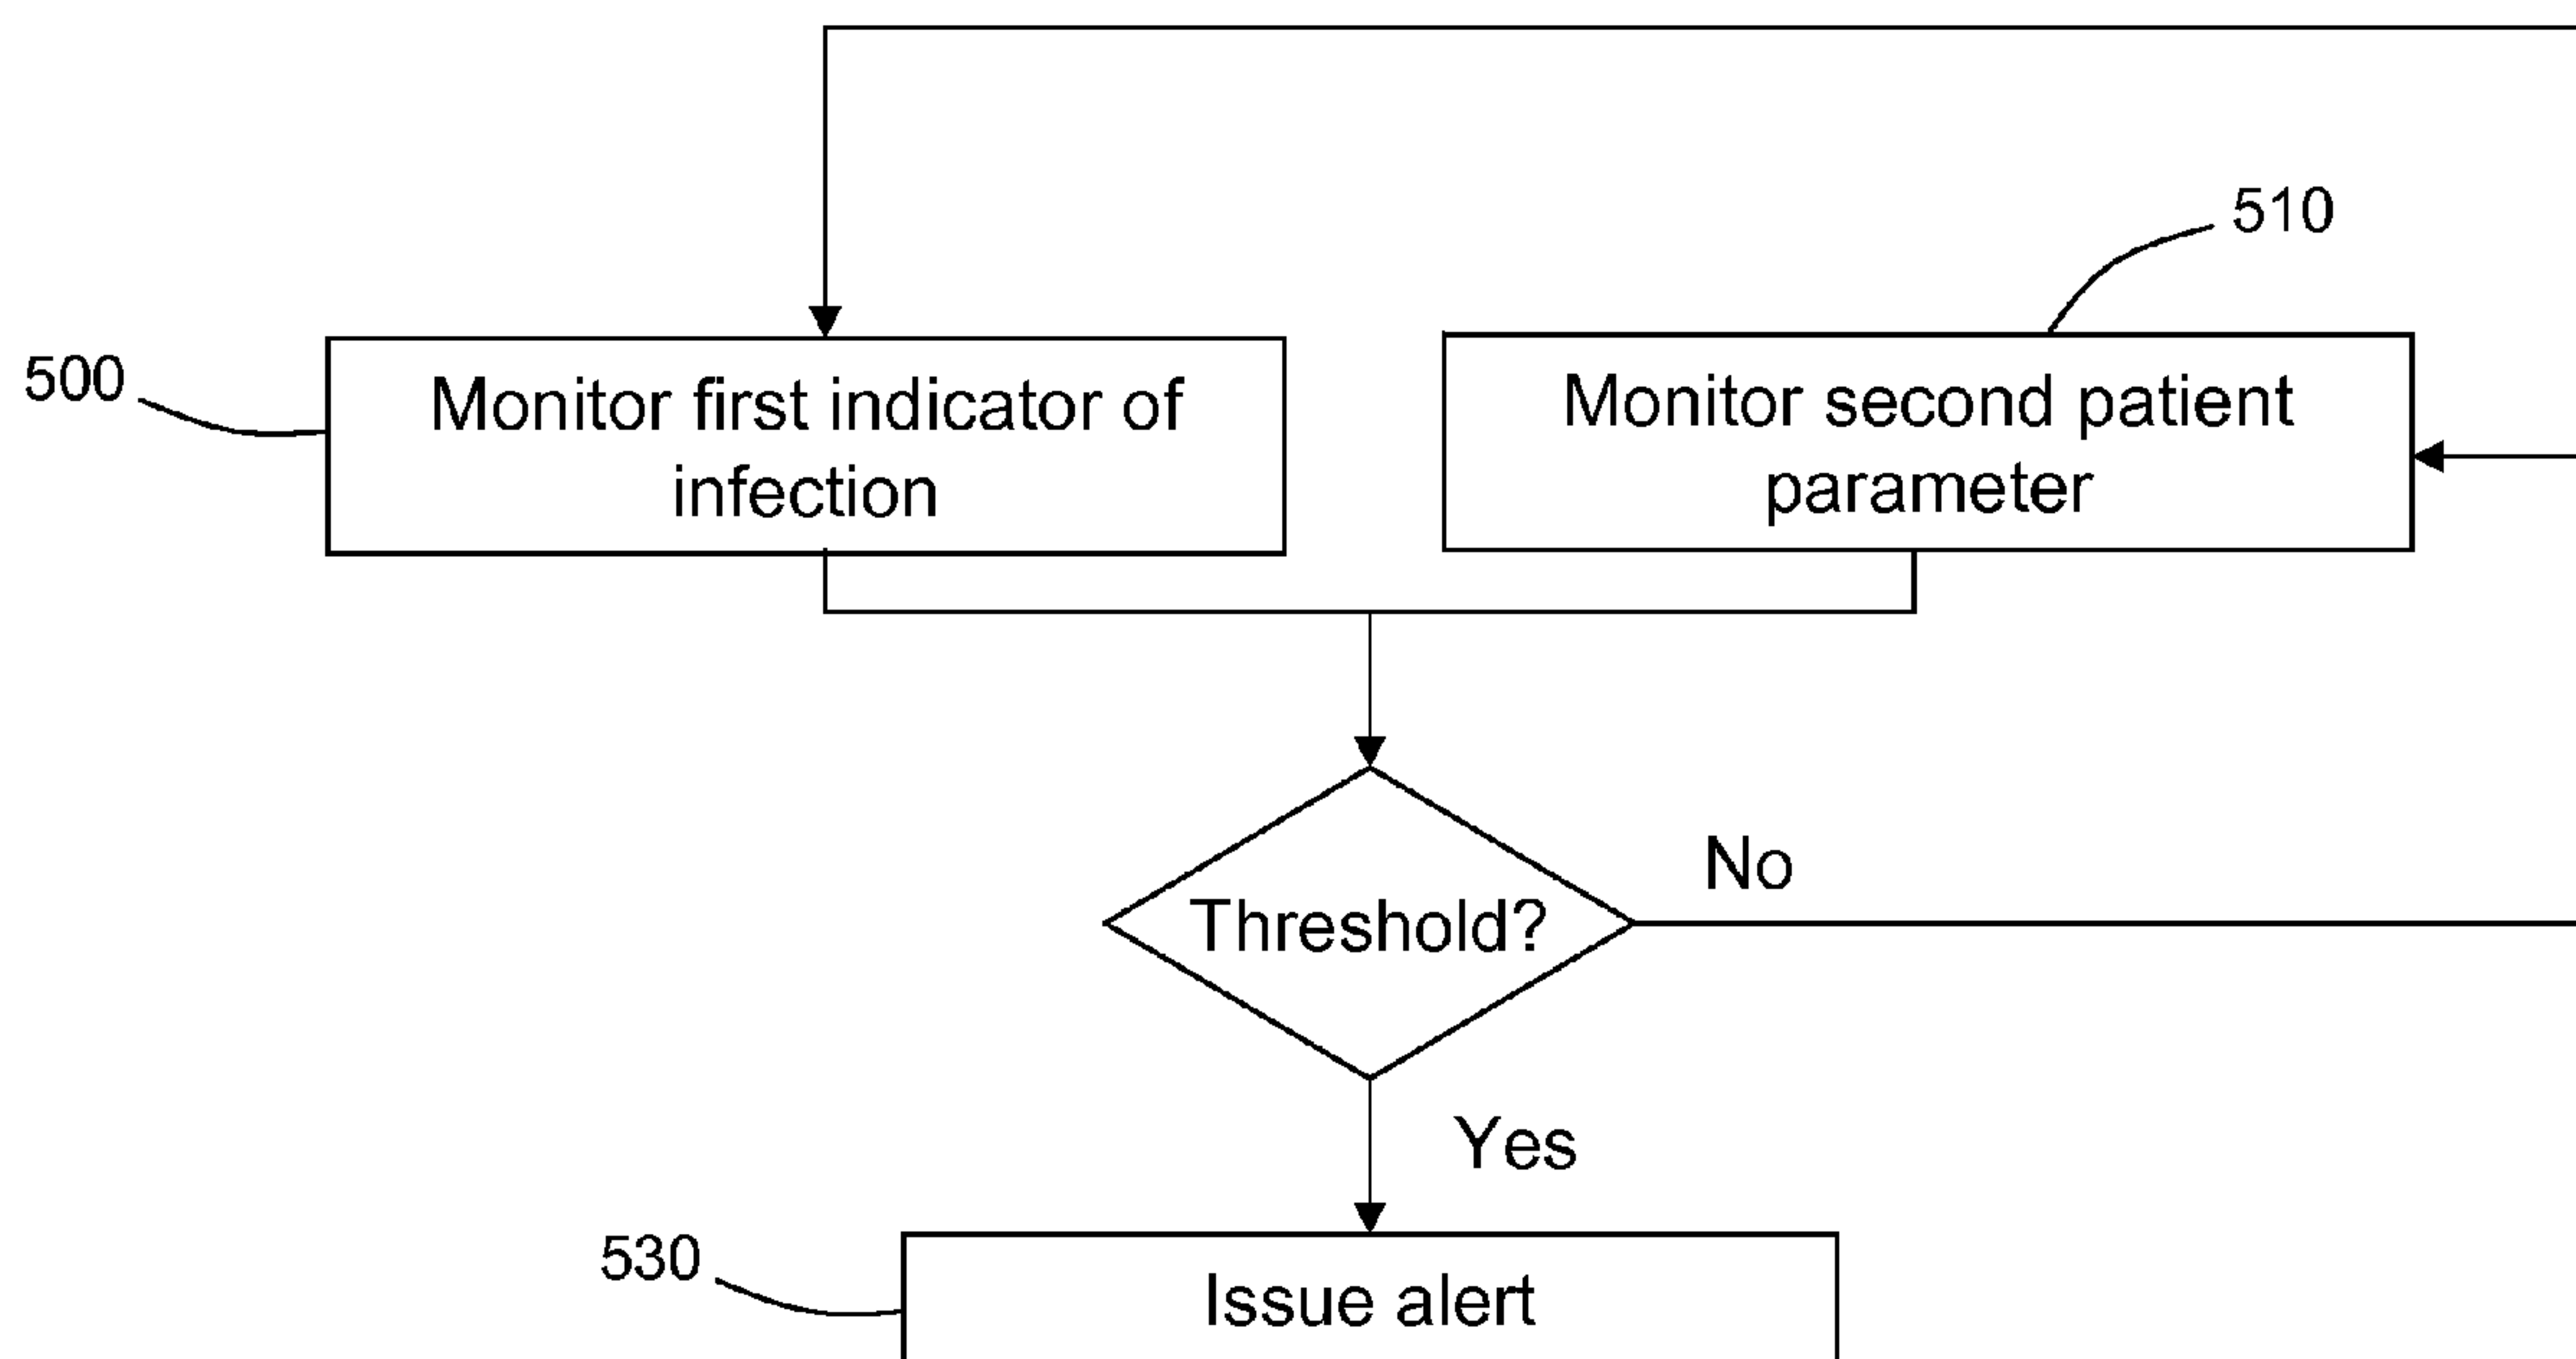 510
500
Monitor first indicator of
infection
Monitor second patient
parameter
No
Threshold?
Yes
530
Issue alert